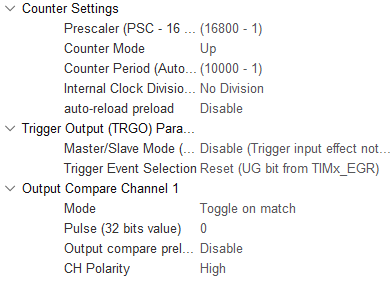 Counter Settings
Prescaler (PSC - 16 ... (16800 - 1)
Counter Mode Up
Counter Period (Auto... (10000 - 1)
Internal Clock Divisio... No Division
auto-reload preload Disable
Trigger Output (TRGO) Para...
Master/Slave Mode (... Disable (Trigger input effect not...
Trigger Event Selection Reset (UG bit from TIMx_EGR)
Output Compare Channel 1
Mode Toggle on match
Pulse (32 bits value) 0
Output compare prel... Disable
CH Polarity High